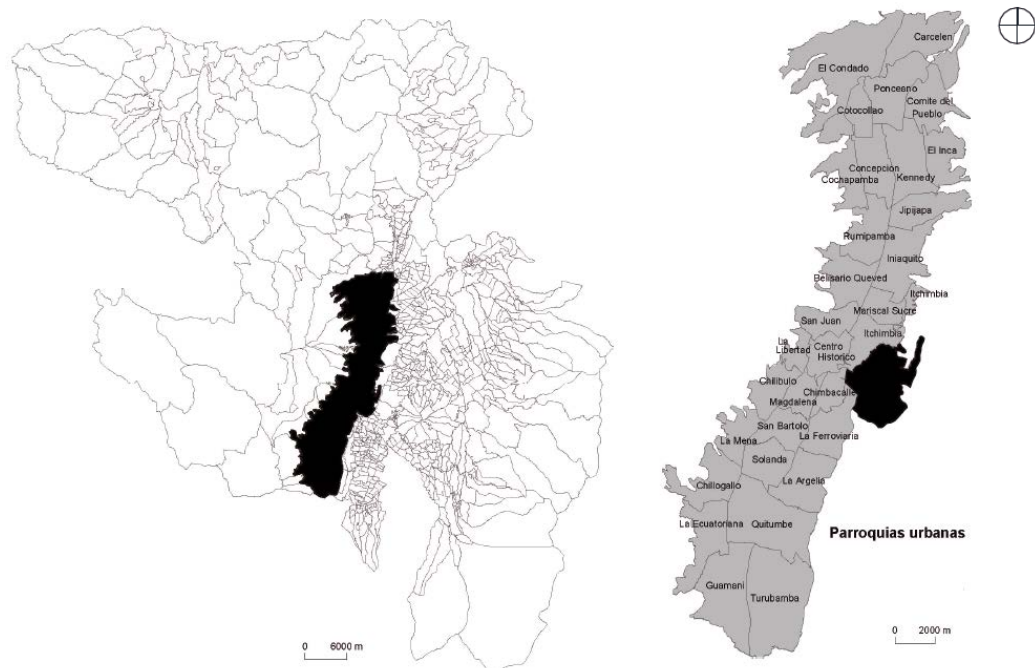 Carcelen
El Condado
Ponceano
Cotocollao
Comite del
Pueblo
El Inca
Concepción
Cochapamba
Kennedy
Jipijapa
Rumipamba
Iniaquito
Belisario Queved
Itchimbia
Mariscal Sucre
San Juan
Itchimbia
La
Libertad
Centro
Historico
Chilibulo
Chimbacalle
Magdalena
San Bartolo
La Mena
La Ferroviaria
Solanda
La Argelia
Chillogallo
La Ecuatoriana
Quitumbe
Parroquias urbanas
Guamani
Turubamba
0 6000 m
0 2000 m